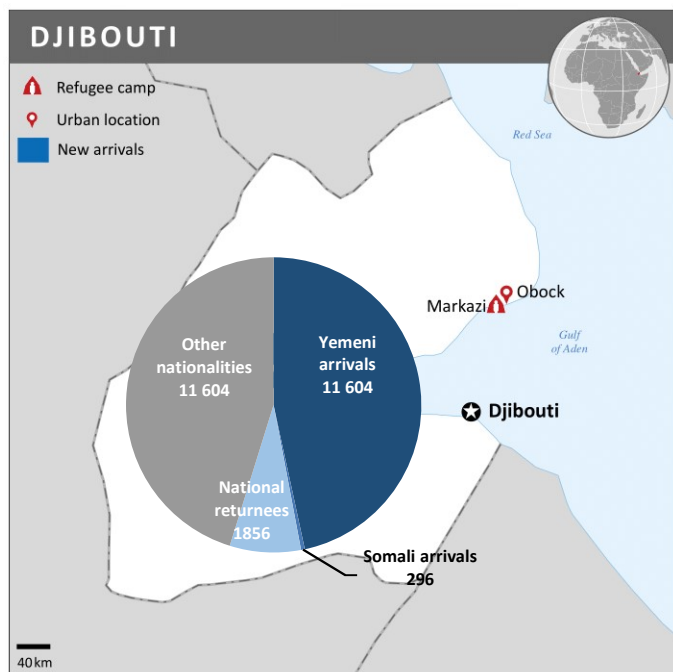 DJIBOUTI
Refugee camp
Urban location
New arrivals
Red Sea
Obock
Markazi
Gulf
of Aden
Other
nationalities
11 604
Yemeni
arrivals
11 604
Djibouti
National
returnees
1856
Somali arrivals
296
40 km